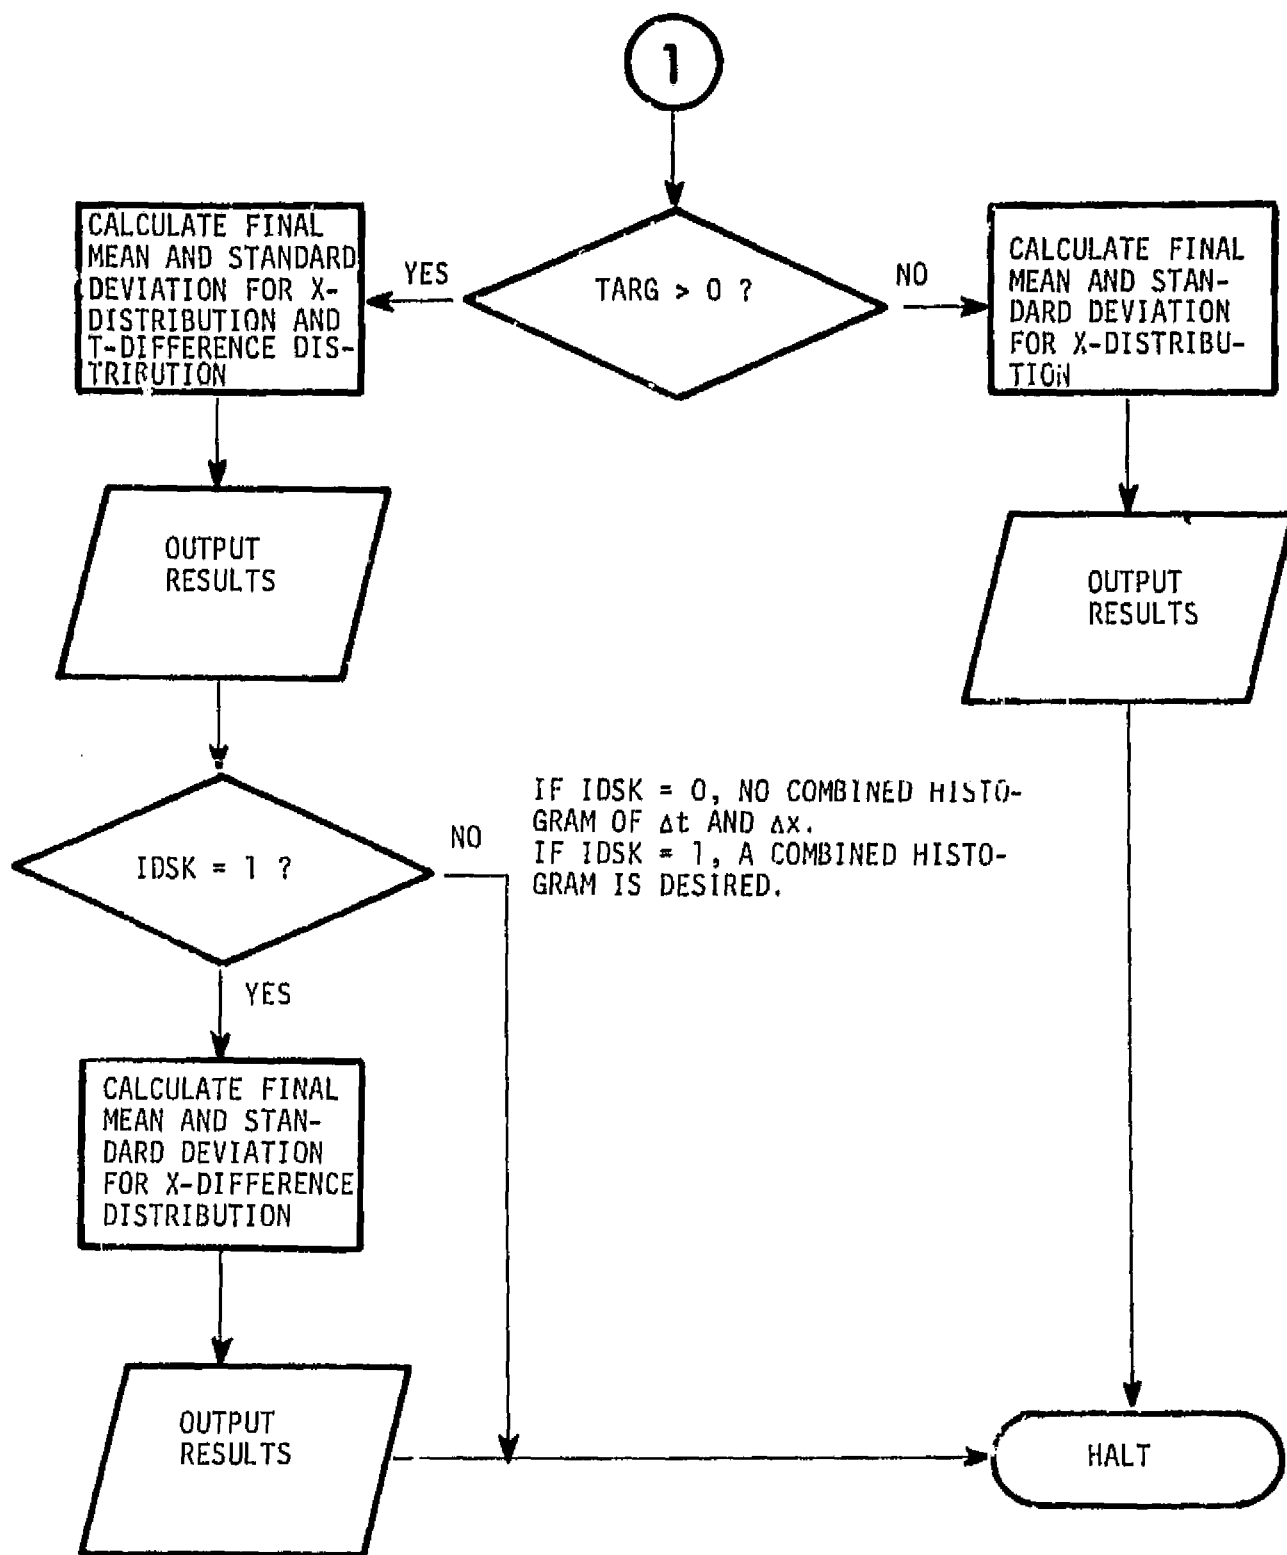 1
TARG > 0 ?
YES
NO
CALCULATE FINAL
MEAN AND STANDARD
DEVIATION FOR X-
DISTRIBUTION AND
T-DIFFERENCE DIS-
TRIBUTION
CALCULATE FINAL
MEAN AND STAN-
DARD DEVIATION
FOR X-DISTRIBU-
TION
OUTPUT
RESULTS
OUTPUT
RESULTS
IDSK = 1 ?
NO
IF IDSK = 0, NO COMBINED HISTO-
GRAM OF Δt AND Δx.
IF IDSK = 1, A COMBINED HISTO-
GRAM IS DESIRED.
YES
CALCULATE FINAL
MEAN AND STAN-
DARD DEVIATION
FOR X-DIFFERENCE
DISTRIBUTION
OUTPUT
RESULTS
HALT